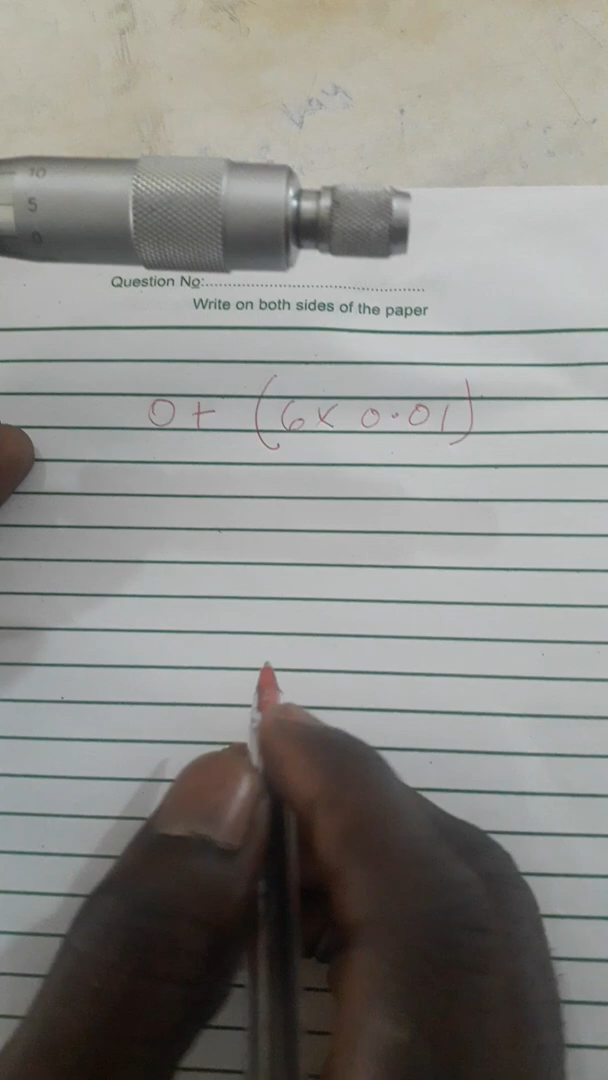 10
5
0
Question No:
Write on both sides of the paper
0 + (6 x 0.01)